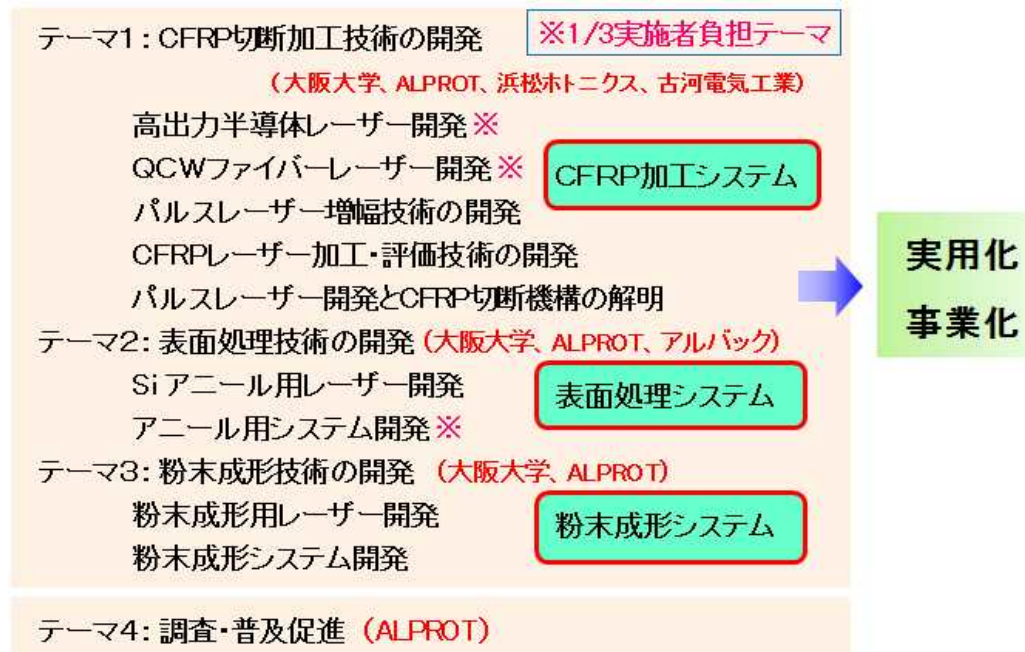 テーマ1：CFRP切断加工技術の開発
※1/3実施者負担テーマ
（大阪大学、ALPROT、浜松ホトニクス、古河電気工業）
高出力半導体レーザー開発※
QCWファイバーレーザー開発※
CFRP加工システム
パルスレーザー増幅技術の開発
CFRPレーザー加工・評価技術の開発
パルスレーザー開発とCFRP切断機構の解明
テーマ2：表面処理技術の開発（大阪大学、ALPROT、アルバック）
Siアニール用レーザー開発
表面処理システム
アニール用システム開発※
テーマ3：粉末成形技術の開発（大阪大学、ALPROT）
粉末成形用レーザー開発
粉末成形システム
粉末成形システム開発
テーマ4：調査・普及促進（ALPROT）
実用化
事業化